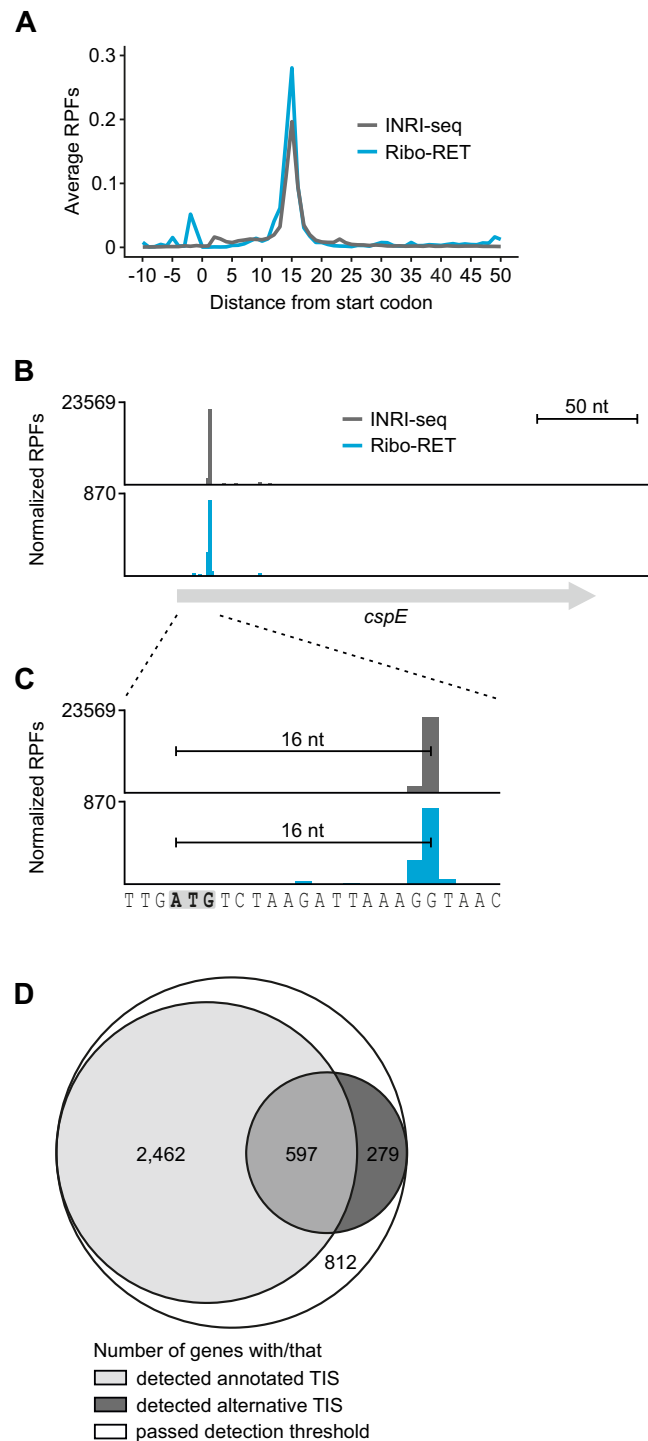 A
Average RPFs
0.3
0.2
0.1
0
INRI-seq
Ribo-RET
-10 -5 0 5 10 15 20 25 30 35 40 45 50
Distance from start codon
B
Normalized RPFs
23569
870
INRI-seq
Ribo-RET
50 nt
cspE
C
Normalized RPFs
23569
16 nt
870
16 nt
T T G A T G T C T A A G A T T A A A G G T A A C
D
2,462
597
279
812
Number of genes with/that
detected annotated TIS
detected alternative TIS
passed detection threshold